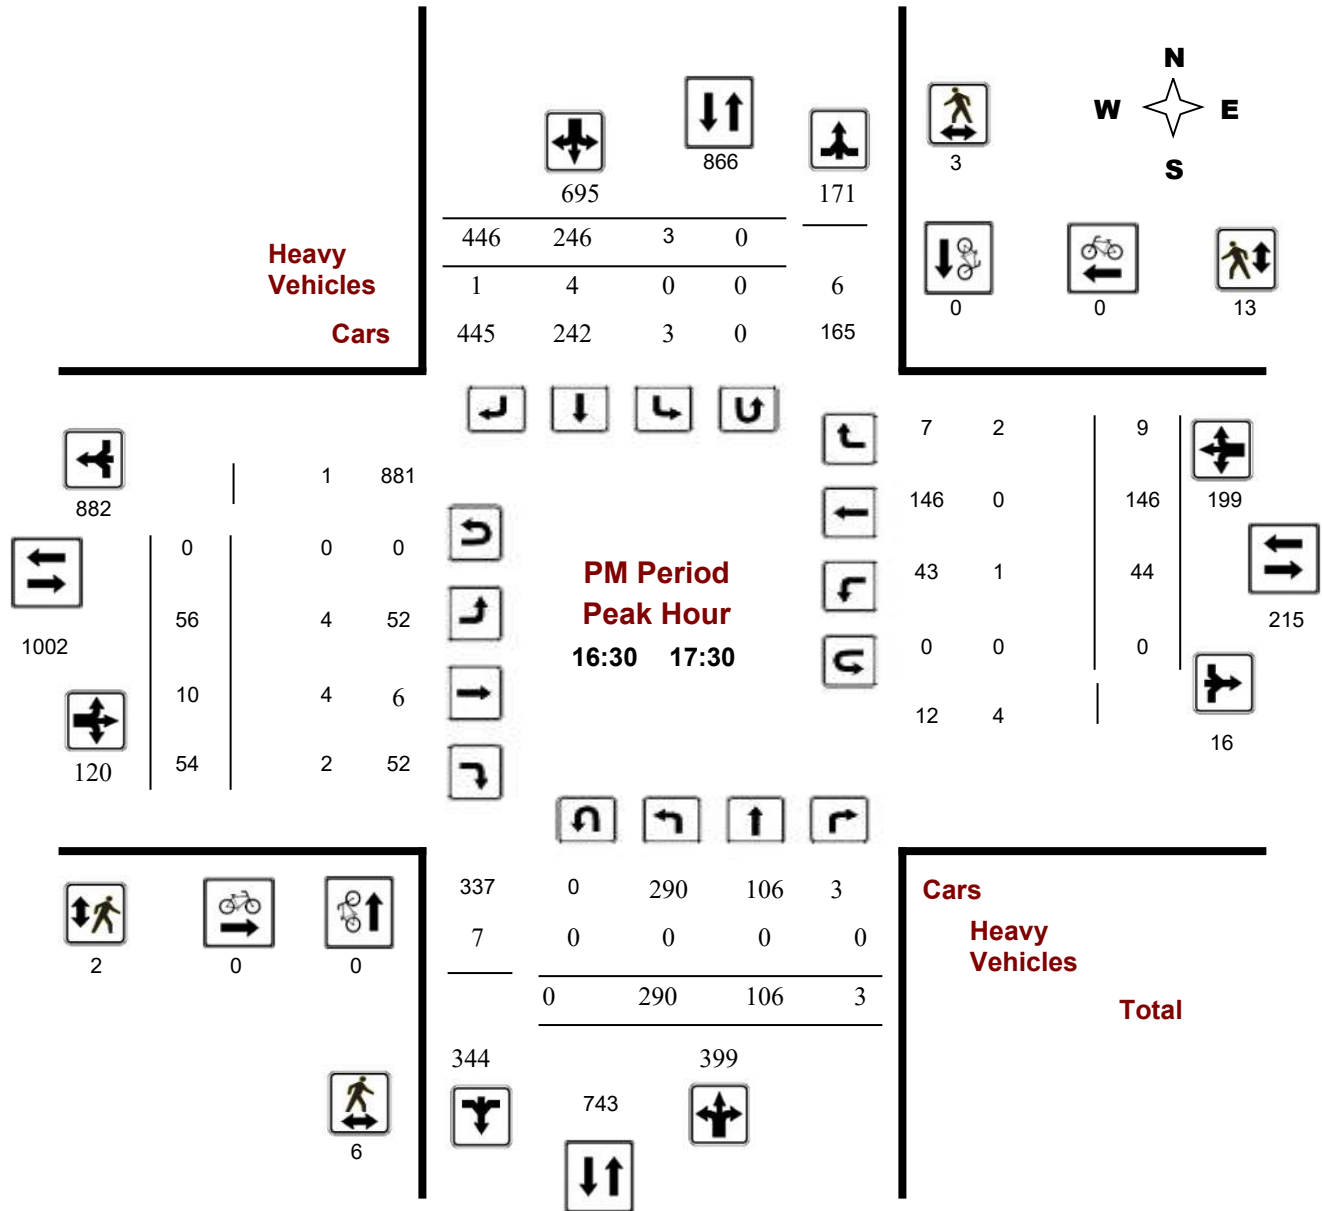 N
W E
S
3
866
695 171
446 246 3 0
Heavy
Vehicles
1 4 0 0 6
Cars
445 242 3 0 165
0 0 13
7 2 9
1 881
882
146 0 146 199
0 0 0
PM Period
43 1 44
Peak Hour
56 4 52
215
1002
16:30 17:30
0 0 0
10 4 6
12 4
16
120 54 2 52
337 0 290 106 3
Cars
7 0 0 0 0
Heavy
Vehicles
2 0 0
0 290 106 3
Total
344 399
743
6